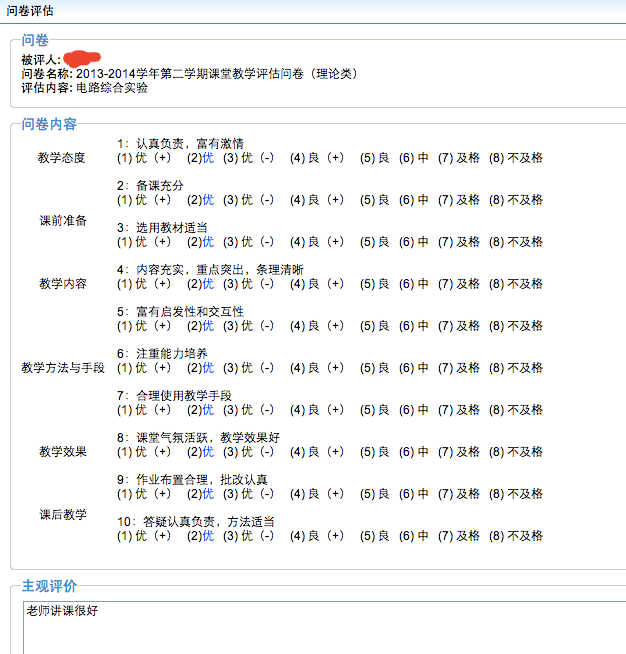 问卷评估
问卷
被评人:
问卷名称: 2013-2014学年第二学期课堂教学评估问卷（理论类）
评估内容: 电路综合实验
问卷内容
教学态度
1：认真负责，富有激情
(1) 优（+） (2)优 (3) 优（-） (4) 良（+） (5) 良 (6) 中 (7) 及格 (8) 不及格
课前准备
2：备课充分
(1) 优（+） (2)优 (3) 优（-） (4) 良（+） (5) 良 (6) 中 (7) 及格 (8) 不及格
3：选用教材适当
(1) 优（+） (2)优 (3) 优（-） (4) 良（+） (5) 良 (6) 中 (7) 及格 (8) 不及格
教学内容
4：内容充实，重点突出，条理清晰
(1) 优（+） (2)优 (3) 优（-） (4) 良（+） (5) 良 (6) 中 (7) 及格 (8) 不及格
教学方法与手段
5：富有启发性和交互性
(1) 优（+） (2)优 (3) 优（-） (4) 良（+） (5) 良 (6) 中 (7) 及格 (8) 不及格
6：注重能力培养
(1) 优（+） (2)优 (3) 优（-） (4) 良（+） (5) 良 (6) 中 (7) 及格 (8) 不及格
7：合理使用教学手段
(1) 优（+） (2)优 (3) 优（-） (4) 良（+） (5) 良 (6) 中 (7) 及格 (8) 不及格
教学效果
8：课堂气氛活跃，教学效果好
(1) 优（+） (2)优 (3) 优（-） (4) 良（+） (5) 良 (6) 中 (7) 及格 (8) 不及格
课后教学
9：作业布置合理，批改认真
(1) 优（+） (2)优 (3) 优（-） (4) 良（+） (5) 良 (6) 中 (7) 及格 (8) 不及格
10：答疑认真负责，方法适当
(1) 优（+） (2)优 (3) 优（-） (4) 良（+） (5) 良 (6) 中 (7) 及格 (8) 不及格
主观评价
老师讲课很好